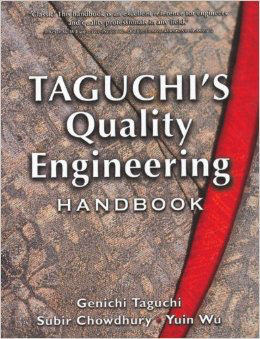 "Classic. This handbook is an excellent reference for engineers
and quality professionals in any field."
TAGUCHI'S
Quality
Engineering
HANDBOOK
Genichi Taguchi
Subir Chowdhury • Yuin Wu